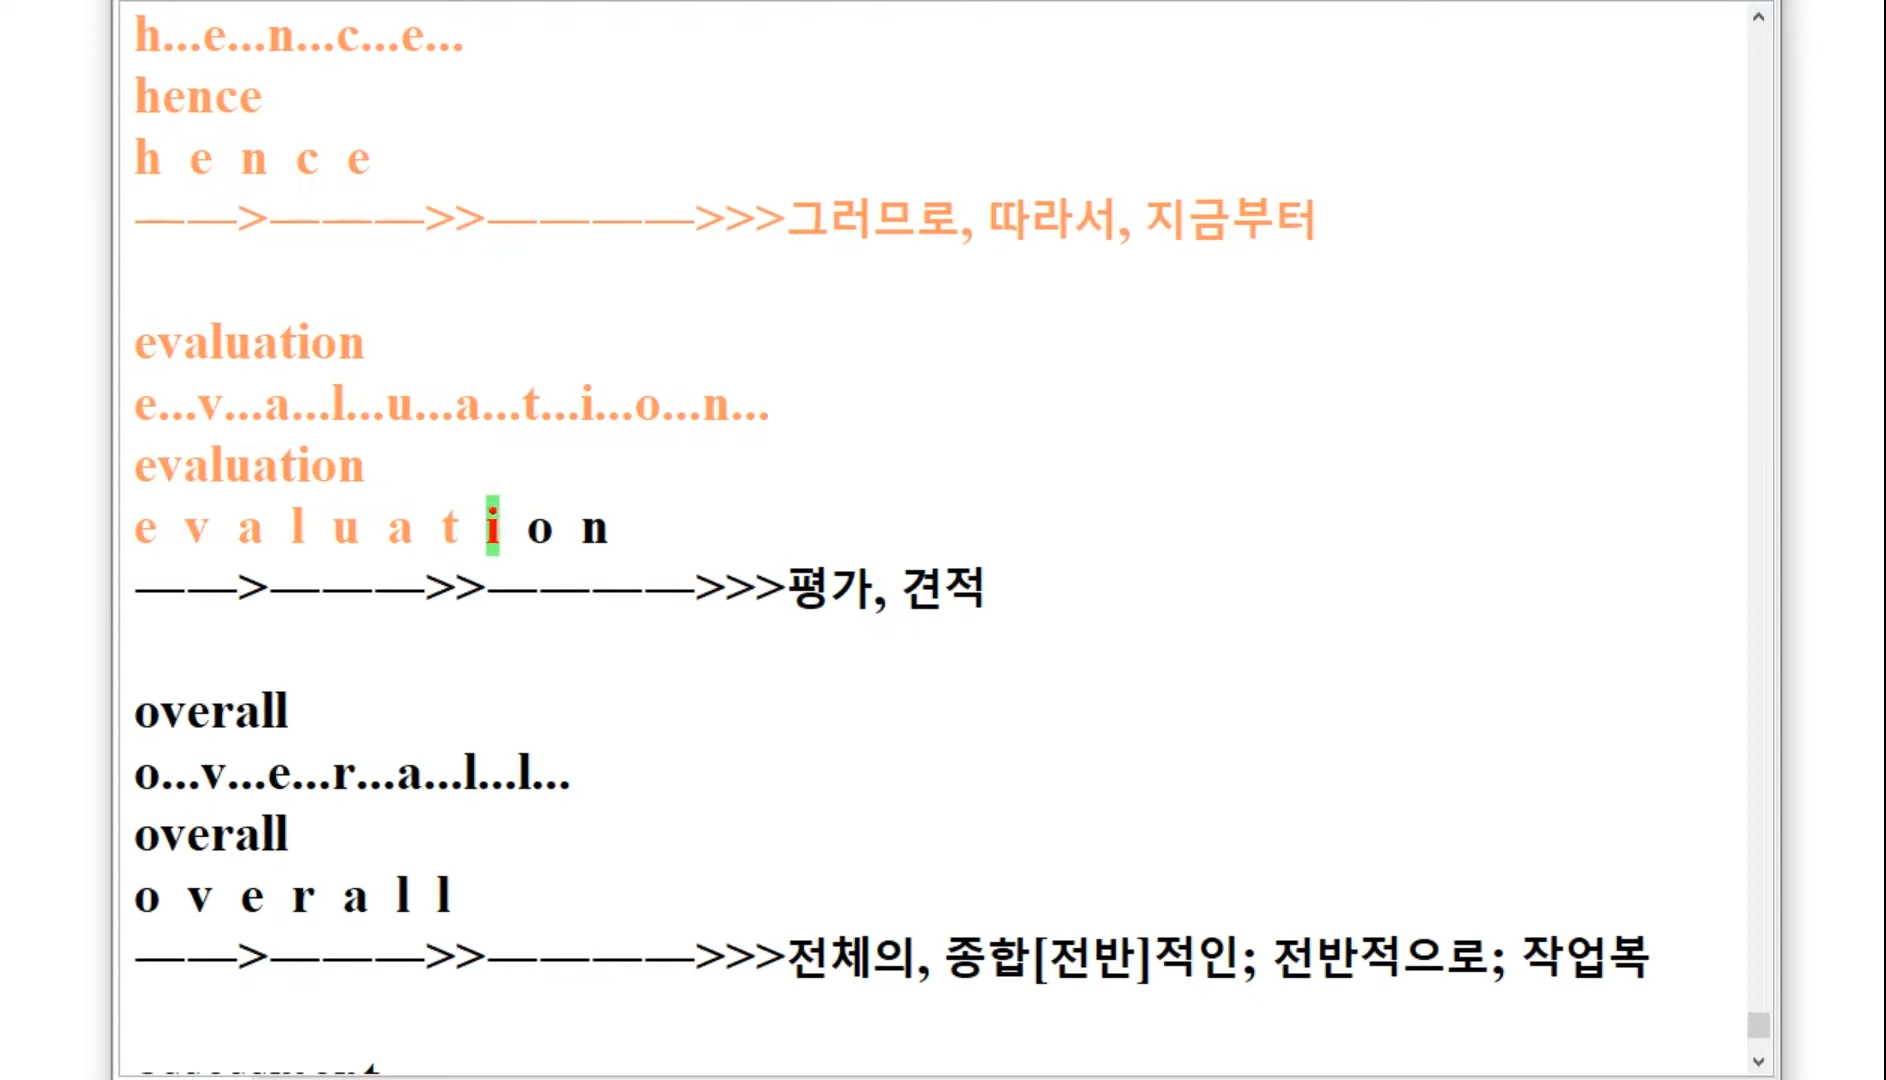 h...e...n...c...e...
hence
h e n c e
——>———>>————>>>그러므로, 따라서, 지금부터
evaluation
e...v...a...l...u...a...t...i...o...n...
evaluation
e v a l u a t i o n
——>———>>————>>>평가, 견적
overall
o...v...e...r...a...l...l...
overall
o v e r a l l
——>———>>————>>>전체의, 종합[전반]적인; 전반적으로; 작업복